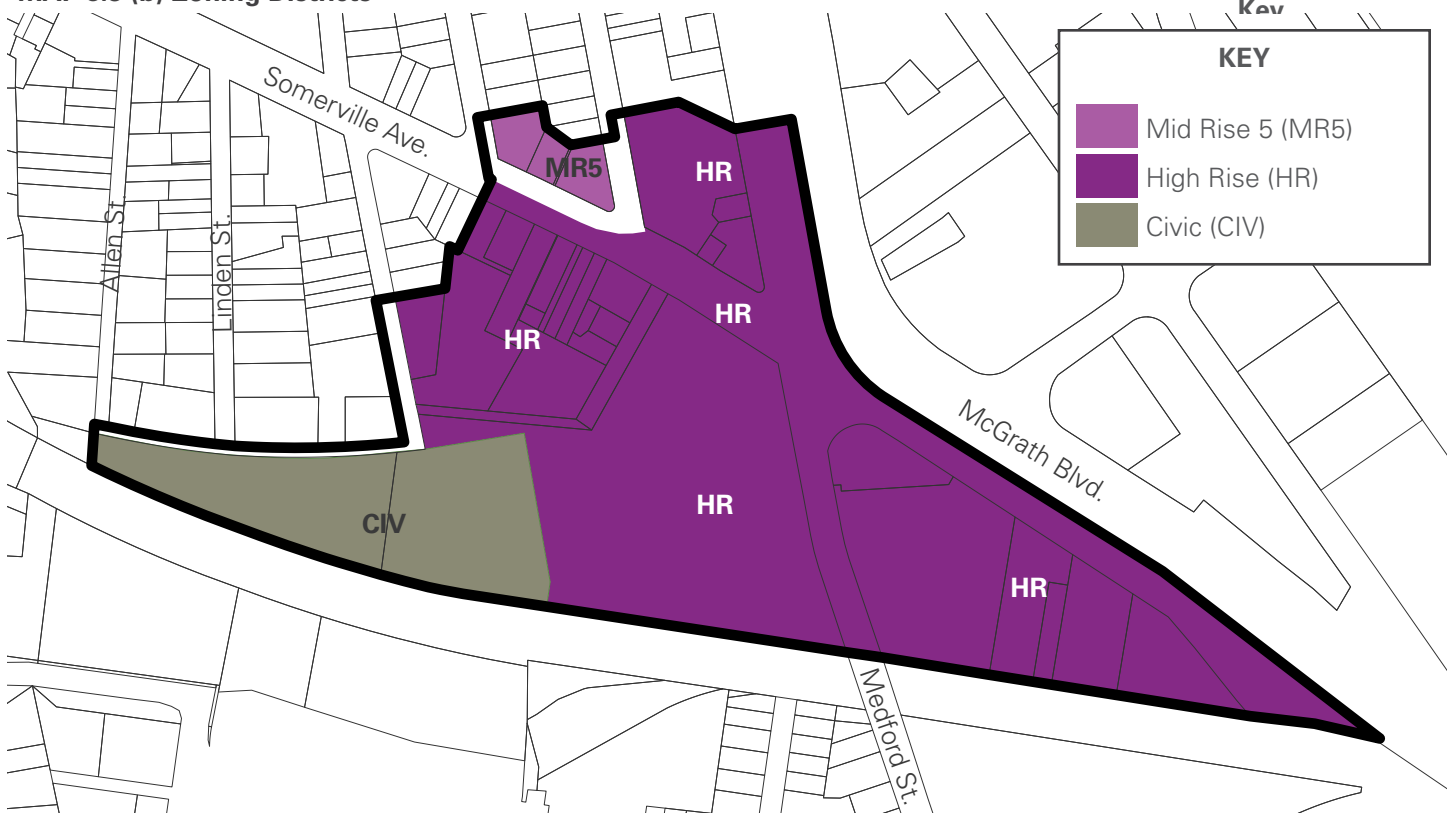 Key
KEY
Mid Rise 5 (MR5)
High Rise (HR)
Civic (CIV)
Somerville Ave.
MR5
HR
Allen St.
Linden St.
HR
HR
McGrath Blvd.
HR
CIV
HR
Medford St.